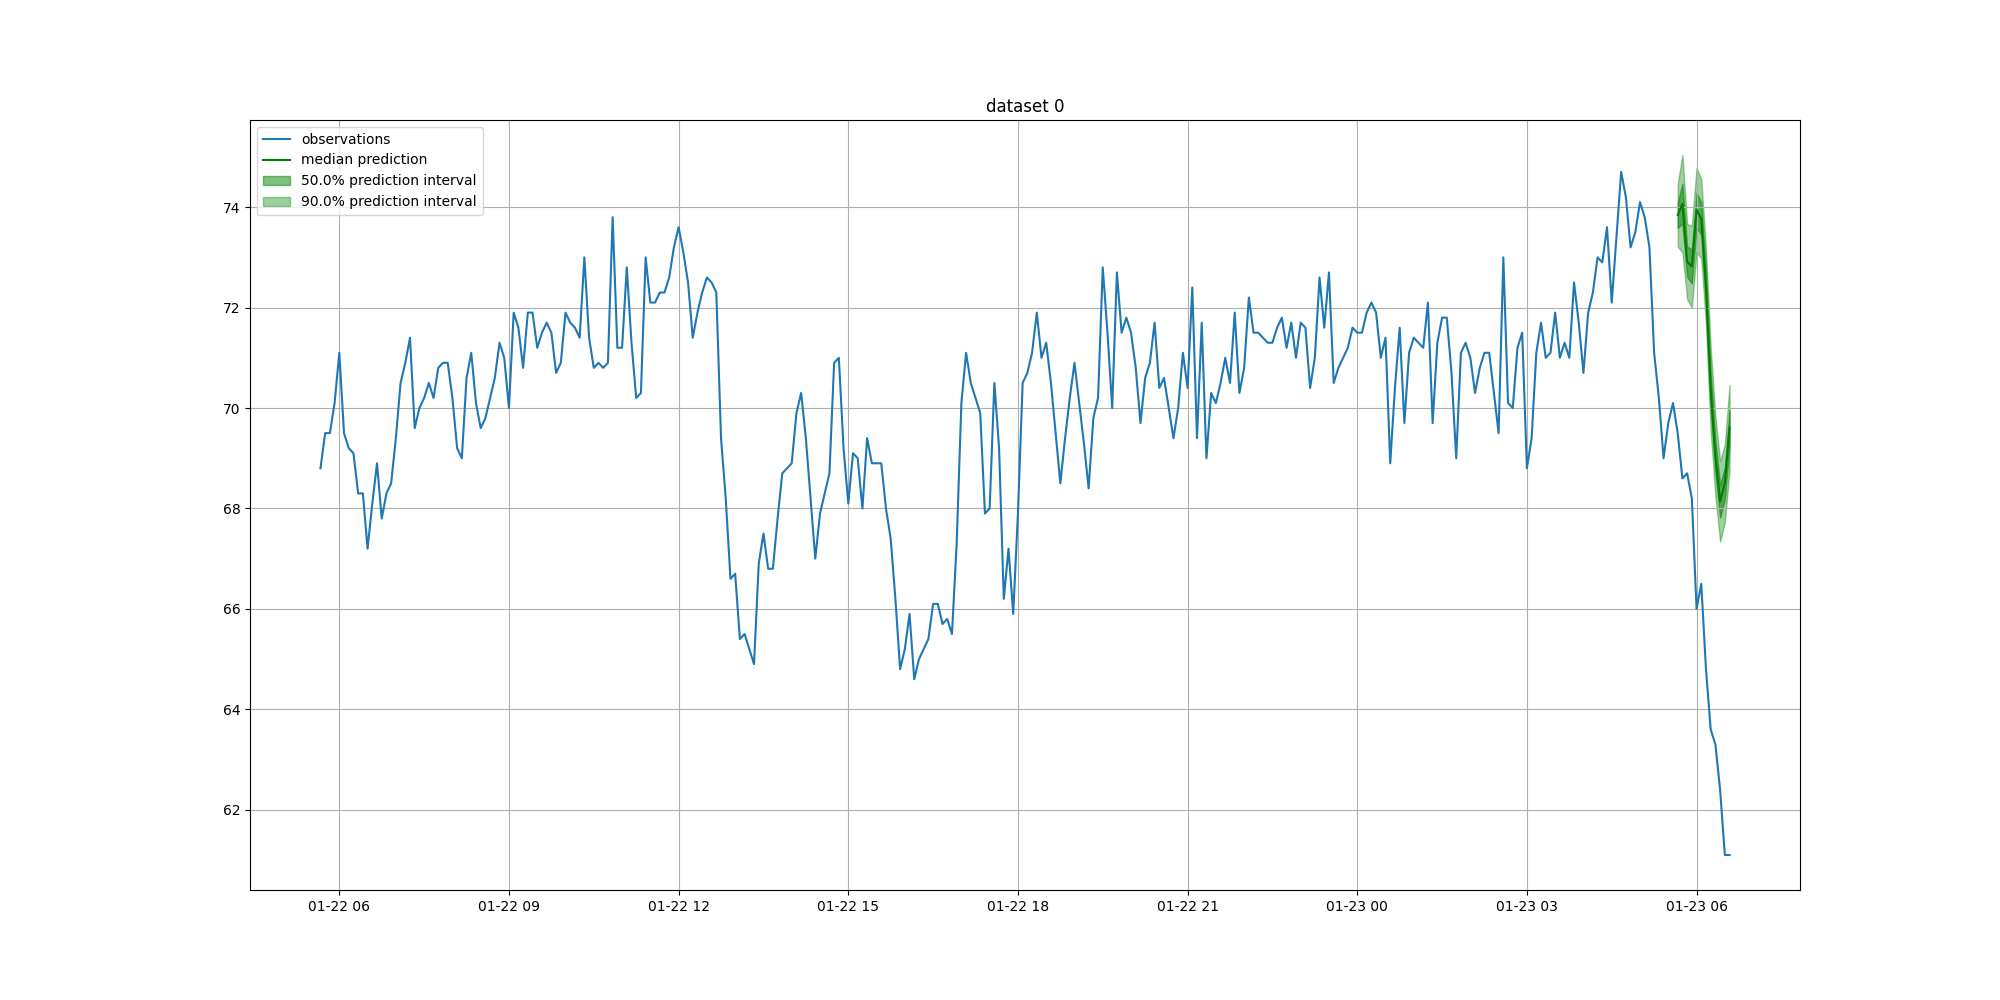 dataset 0
observations
median prediction
50.0% prediction interval
90.0% prediction interval
74
72
70
68
66
64
62
01-22 06 01-22 09 01-22 12 01-22 15 01-22 18 01-22 21 01-23 00 01-23 03 01-23 06